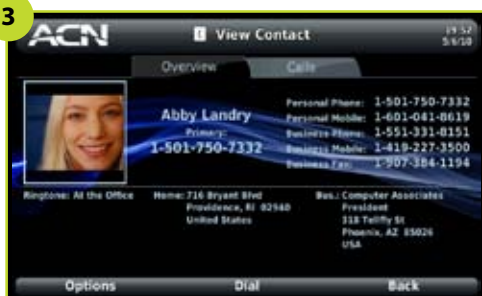 3
ACN
View Contact
19:52
5/6/10
Overview
Calls
Abby Landry
Primary:
1-501-750-7332
Personal Phone: 1-501-750-7332
Personal Mobile: 1-601-041-8619
Business Phone: 1-551-331-8151
Business Mobile: 1-419-227-3500
Business Fax: 1-907-384-1194
Ringtone: At the Office
Home: 716 Bryant Blvd
Providence, RI 02940
United States
Bus.: Computer Associates
President
318 Telffy St
Phoenix, AZ 85026
USA
Options
Dial
Back